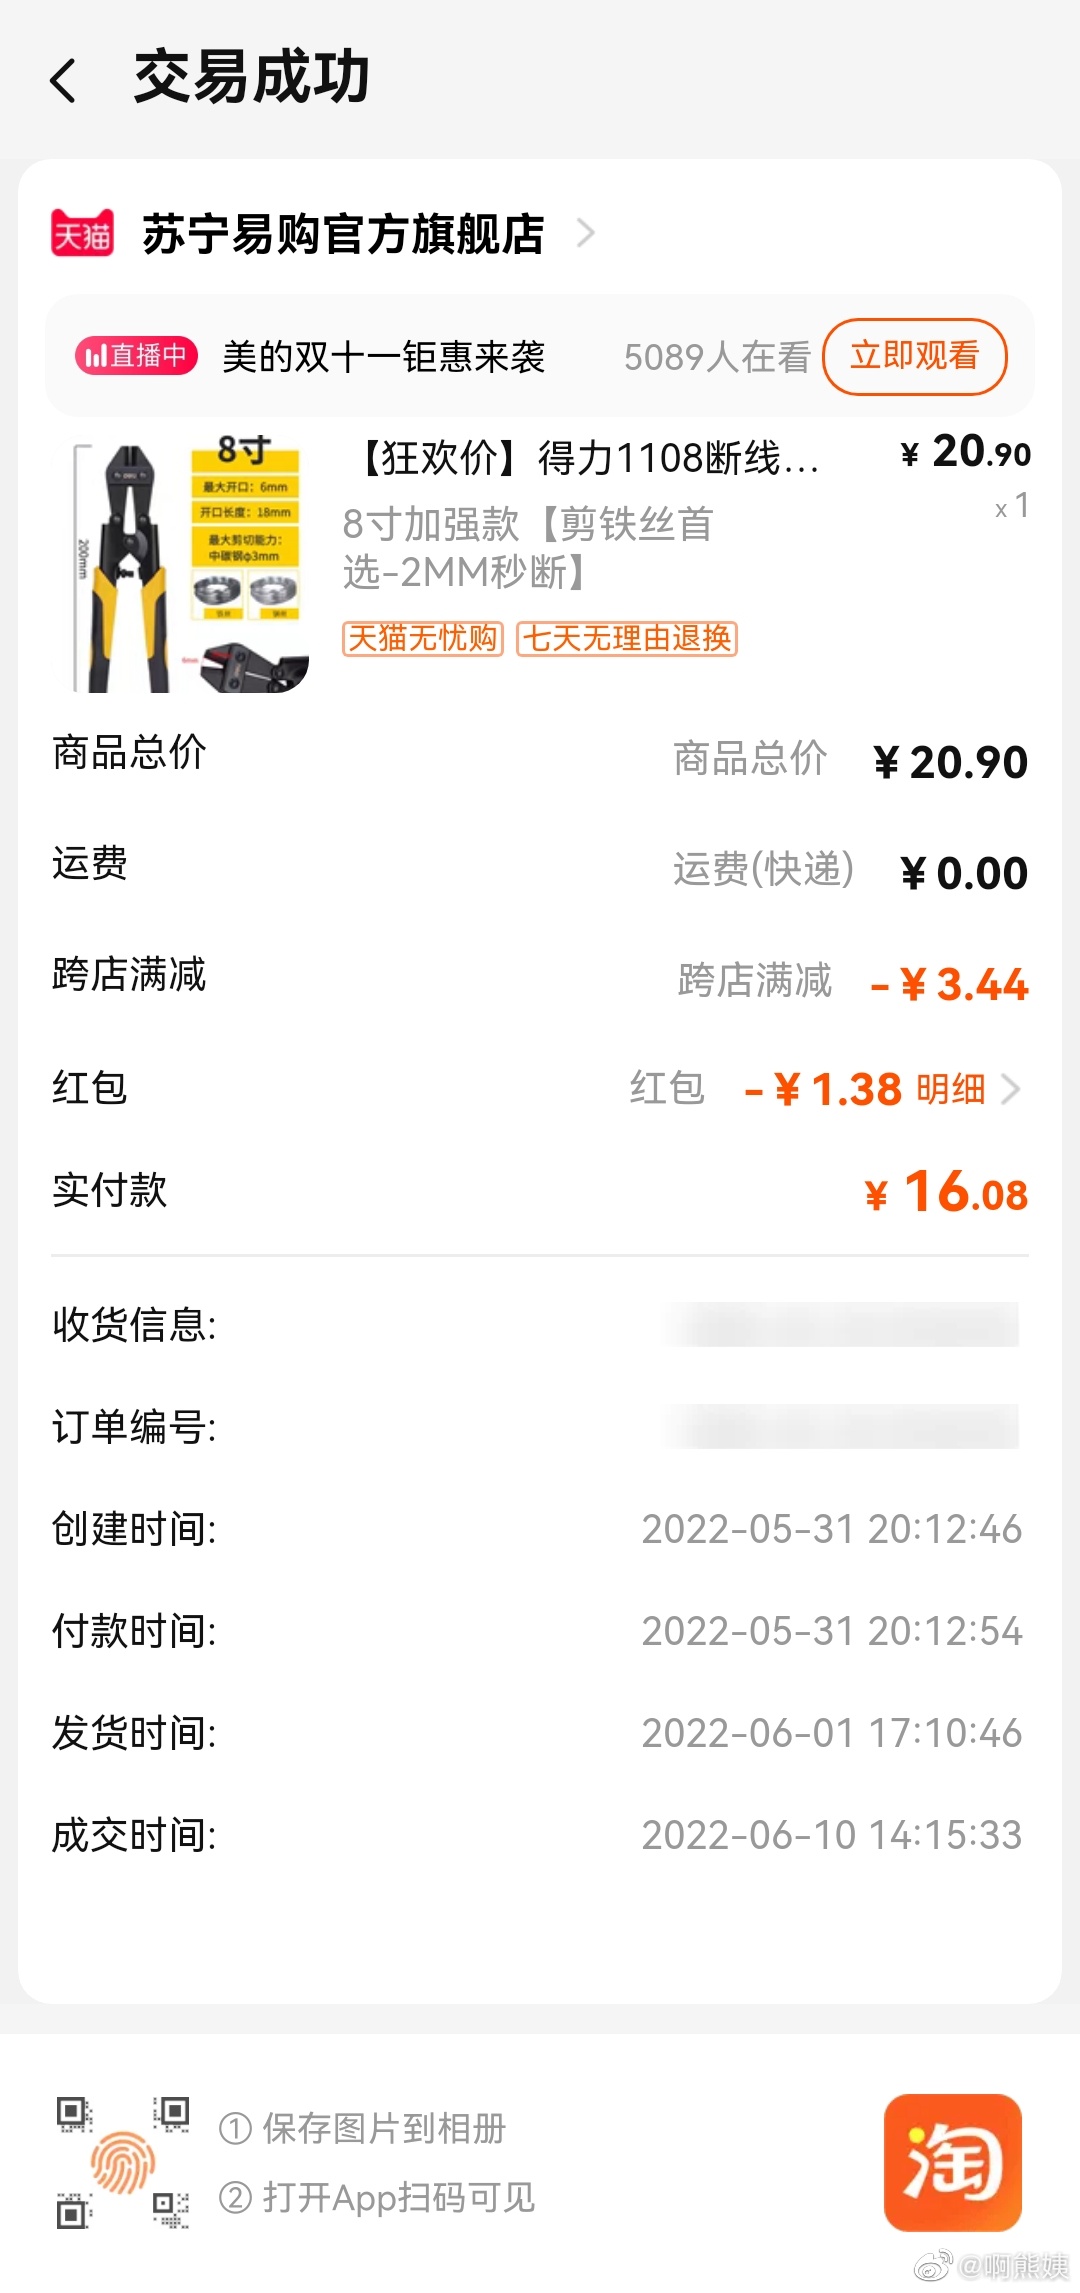 交易成功
天猫 苏宁易购官方旗舰店
直播中 美的双十一钜惠来袭 5089人在看 立即观看
8寸
最大开口：6mm
开口长度：18mm
最大剪切能力：
中碳钢φ3mm
200mm
【狂欢价】得力1108断线... ¥ 20.90
x1
8寸加强款【剪铁丝首
选-2MM秒断】
天猫无忧购 七天无理由退换
商品总价 商品总价 ¥ 20.90
运费 运费(快递) ¥ 0.00
跨店满减 跨店满减 -¥ 3.44
红包 红包 -¥ 1.38 明细
实付款 ¥ 16.08
收货信息:
订单编号:
创建时间: 2022-05-31 20:12:46
付款时间: 2022-05-31 20:12:54
发货时间: 2022-06-01 17:10:46
成交时间: 2022-06-10 14:15:33
① 保存图片到相册
② 打开App扫码可见
淘
@啊熊姨